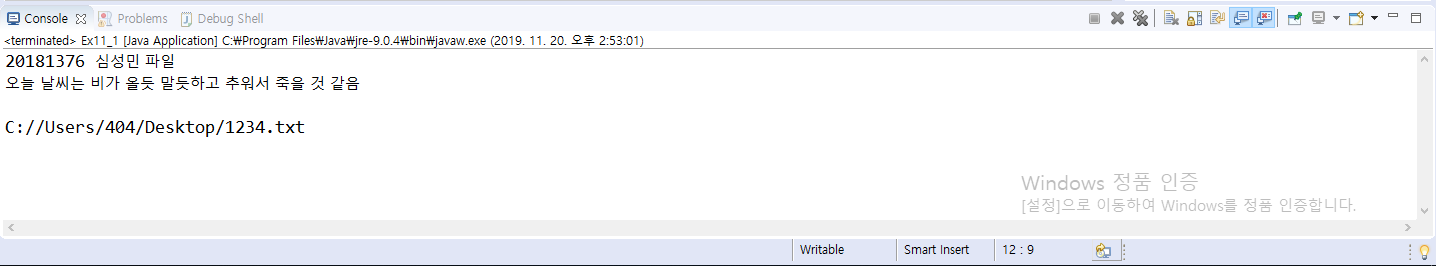 Console Problems Debug Shell
<terminated> Ex11_1 [Java Application] C:₩Program Files₩Java₩jre-9.0.4₩bin₩javaw.exe (2019. 11. 20. 오후 2:53:01)
20181376 심성민 파일
오늘 날씨는 비가 올듯 말듯하고 추워서 죽을 것 같음
C://Users/404/Desktop/1234.txt
Windows 정품 인증
[설정]으로 이동하여 Windows를 정품 인증합니다.
Writable Smart Insert 12 : 9